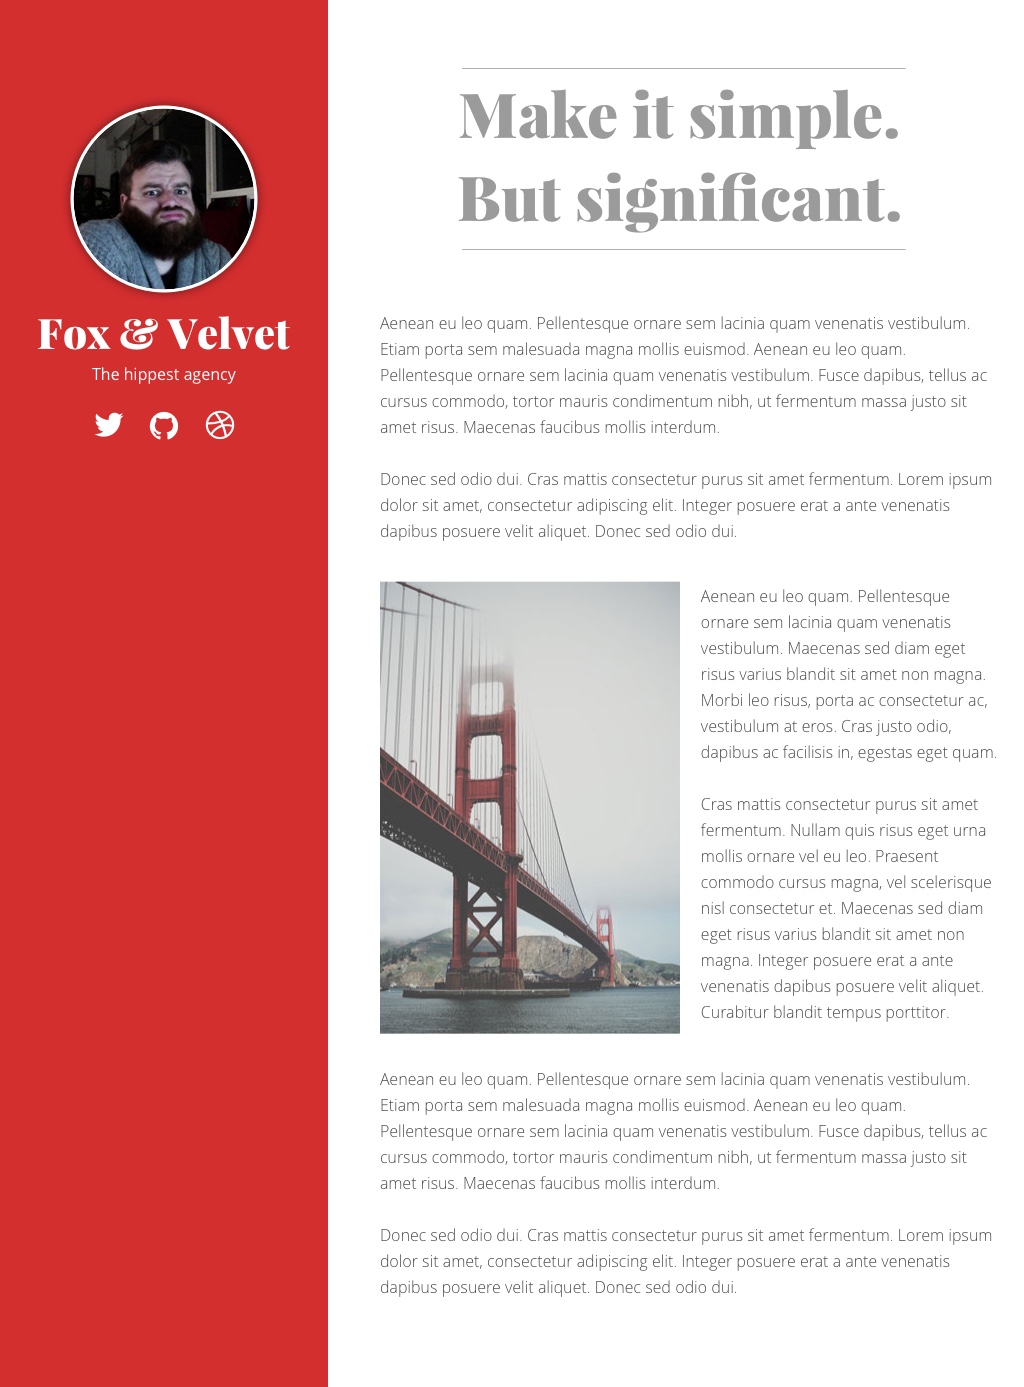 Fox & Velvet
The hippest agency
Make it simple.
But significant.
Aenean eu leo quam. Pellentesque ornare sem lacinia quam venenatis vestibulum.
Etiam porta sem malesuada magna mollis euismod. Aenean eu leo quam.
Pellentesque ornare sem lacinia quam venenatis vestibulum. Fusce dapibus, tellus ac
cursus commodo, tortor mauris condimentum nibh, ut fermentum massa justo sit
amet risus. Maecenas faucibus mollis interdum.
Donec sed odio dui. Cras mattis consectetur purus sit amet fermentum. Lorem ipsum
dolor sit amet, consectetur adipiscing elit. Integer posuere erat a ante venenatis
dapibus posuere velit aliquet. Donec sed odio dui.
Aenean eu leo quam. Pellentesque
ornare sem lacinia quam venenatis
vestibulum. Maecenas sed diam eget
risus varius blandit sit amet non magna.
Morbi leo risus, porta ac consectetur ac,
vestibulum at eros. Cras justo odio,
dapibus ac facilisis in, egestas eget quam.
Cras mattis consectetur purus sit amet
fermentum. Nullam quis risus eget urna
mollis ornare vel eu leo. Praesent
commodo cursus magna, vel scelerisque
nisl consectetur et. Maecenas sed diam
eget risus varius blandit sit amet non
magna. Integer posuere erat a ante
venenatis dapibus posuere velit aliquet.
Curabitur blandit tempus porttitor.
Aenean eu leo quam. Pellentesque ornare sem lacinia quam venenatis vestibulum.
Etiam porta sem malesuada magna mollis euismod. Aenean eu leo quam.
Pellentesque ornare sem lacinia quam venenatis vestibulum. Fusce dapibus, tellus ac
cursus commodo, tortor mauris condimentum nibh, ut fermentum massa justo sit
amet risus. Maecenas faucibus mollis interdum.
Donec sed odio dui. Cras mattis consectetur purus sit amet fermentum. Lorem ipsum
dolor sit amet, consectetur adipiscing elit. Integer posuere erat a ante venenatis
dapibus posuere velit aliquet. Donec sed odio dui.